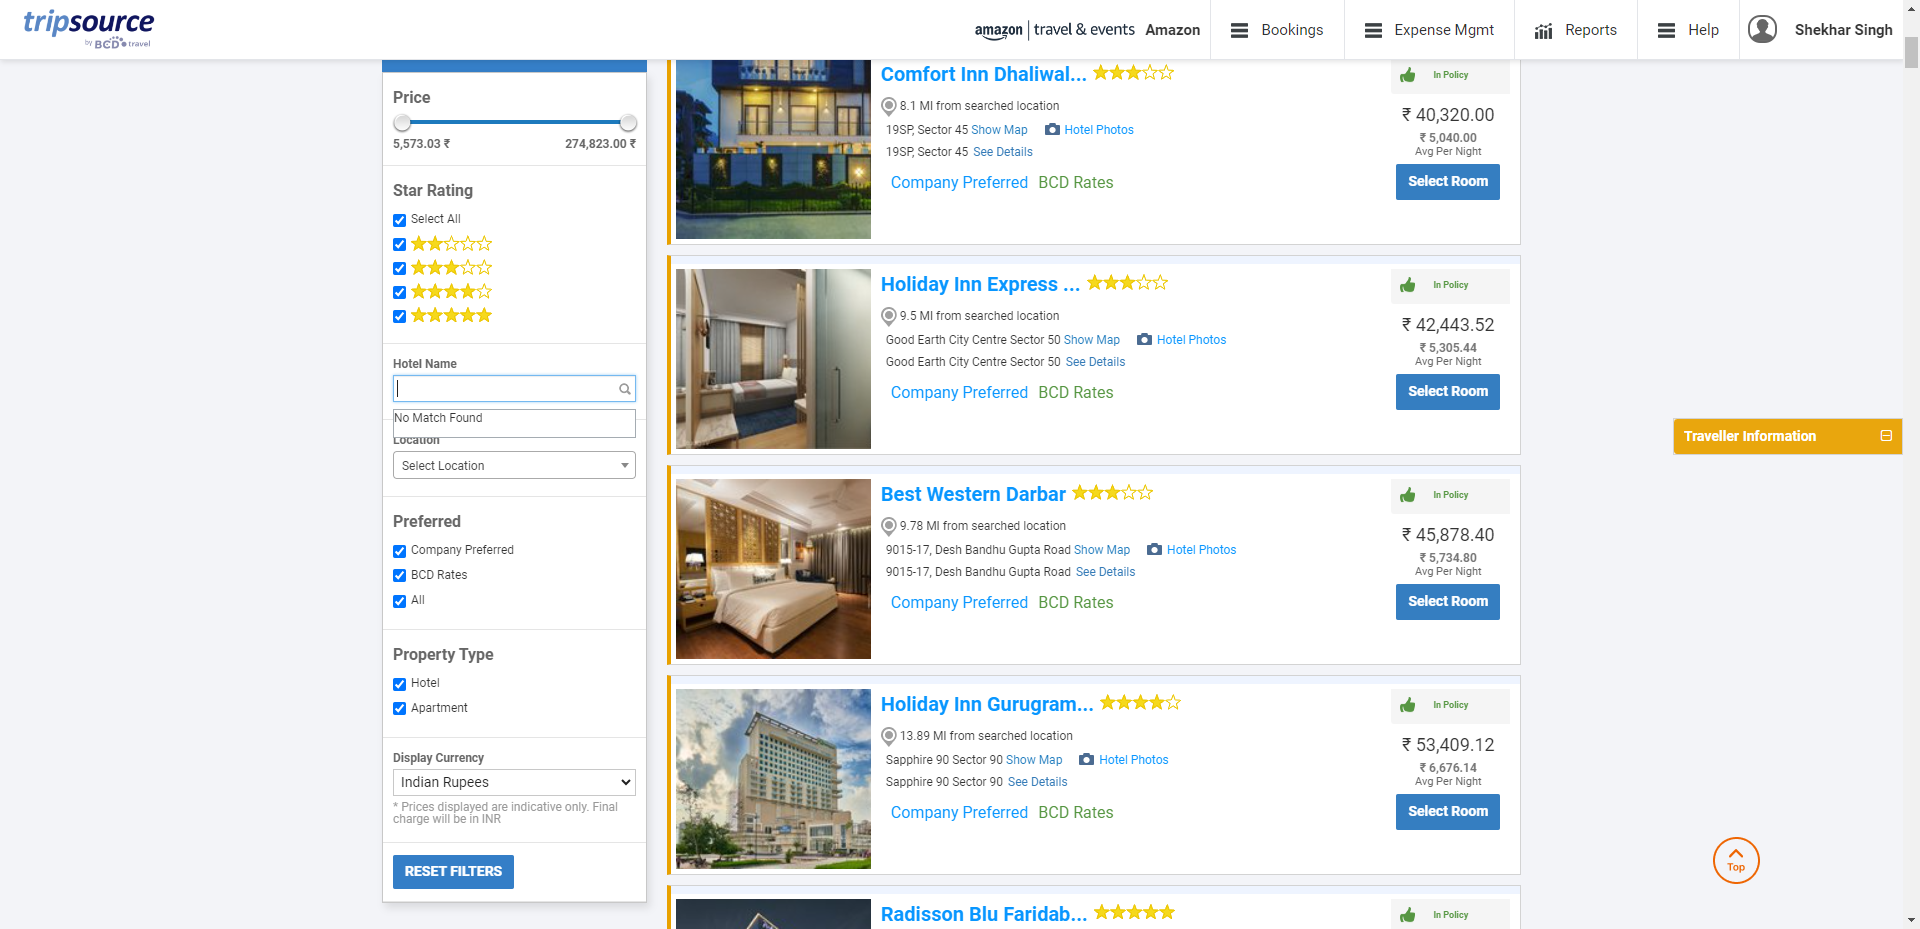 tripsource
by BCD travel
amazon | travel & events Amazon
Bookings
Expense Mgmt
Reports
Help
Shekhar Singh
Price
5,573.03 ₹ 274,823.00 ₹
Star Rating
Select All
Hotel Name
No Match Found
Location
Select Location
Preferred
Company Preferred
BCD Rates
All
Property Type
Hotel
Apartment
Display Currency
Indian Rupees
* Prices displayed are indicative only. Final
charge will be in INR
RESET FILTERS
Comfort Inn Dhaliwal...
8.1 MI from searched location
19SP, Sector 45 Show Map Hotel Photos
19SP, Sector 45 See Details
Company Preferred BCD Rates
In Policy
₹ 40,320.00
₹ 5,040.00
Avg Per Night
Select Room
Holiday Inn Express ...
9.5 MI from searched location
Good Earth City Centre Sector 50 Show Map Hotel Photos
Good Earth City Centre Sector 50 See Details
Company Preferred BCD Rates
In Policy
₹ 42,443.52
₹ 5,305.44
Avg Per Night
Select Room
Best Western Darbar
9.78 MI from searched location
9015-17, Desh Bandhu Gupta Road Show Map Hotel Photos
9015-17, Desh Bandhu Gupta Road See Details
Company Preferred BCD Rates
In Policy
₹ 45,878.40
₹ 5,734.80
Avg Per Night
Select Room
Holiday Inn Gurugram...
13.89 MI from searched location
Sapphire 90 Sector 90 Show Map Hotel Photos
Sapphire 90 Sector 90 See Details
Company Preferred BCD Rates
In Policy
₹ 53,409.12
₹ 6,676.14
Avg Per Night
Select Room
Radisson Blu Faridab...
In Policy
Traveller Information
Top